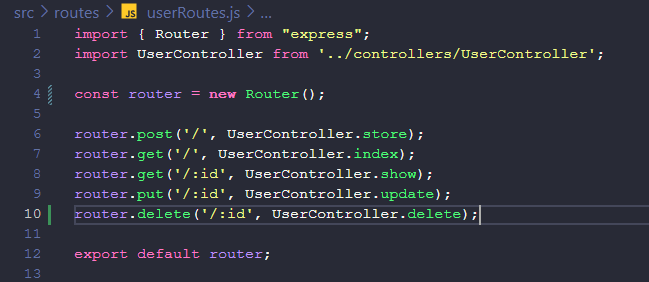 src > routes > JS userRoutes.js > ...
1 import { Router } from "express";
2 import UserController from '../controllers/UserController';
3
4 const router = new Router();
5
6 router.post('/', UserController.store);
7 router.get('/', UserController.index);
8 router.get('/:id', UserController.show);
9 router.put('/:id', UserController.update);
10 router.delete('/:id', UserController.delete);
11
12 export default router;
13